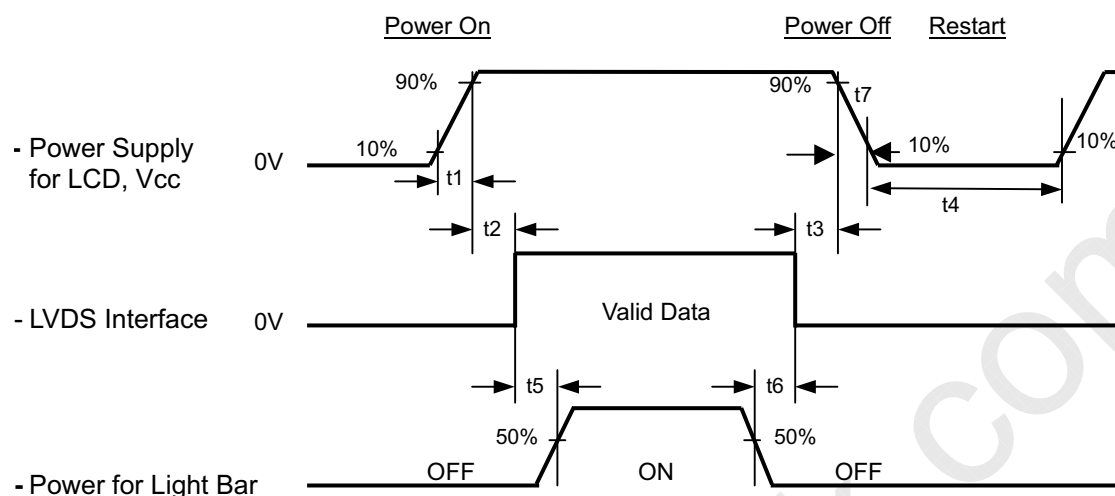 Power On
Power Off
Restart
90%
90%
t7
- Power Supply
for LCD, Vcc
0V
10%
10%
10%
t1
t4
t2
t3
- LVDS Interface
0V
Valid Data
t5
t6
50%
50%
- Power for Light Bar
OFF
ON
OFF
com